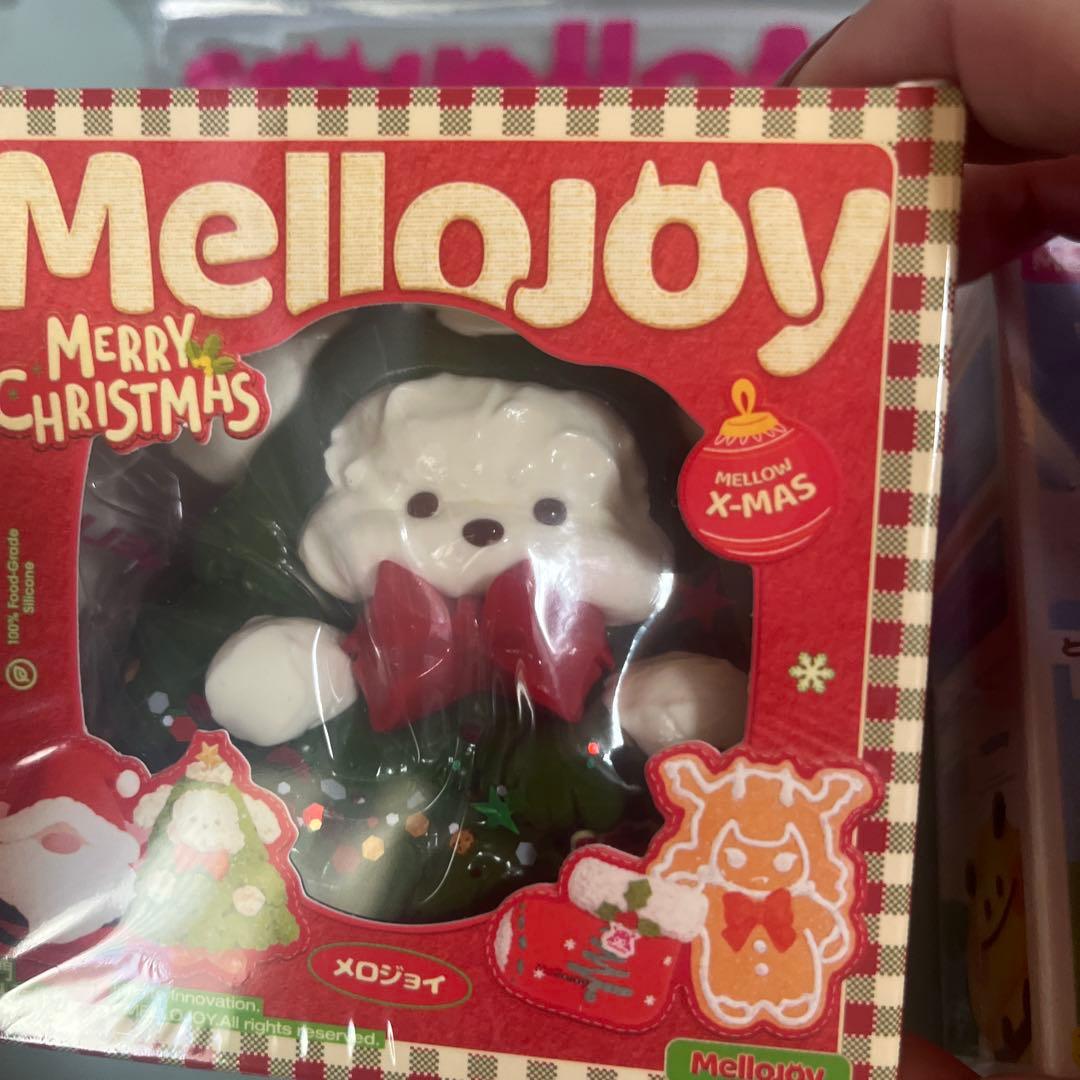 Mellojoy
MERRY
CHRISTMAS
MELLOW
X-MAS
100% Food-Grade
Silicone
メロジョイ
Innovation.
OJOY.All rights reserved.
Mellojoy